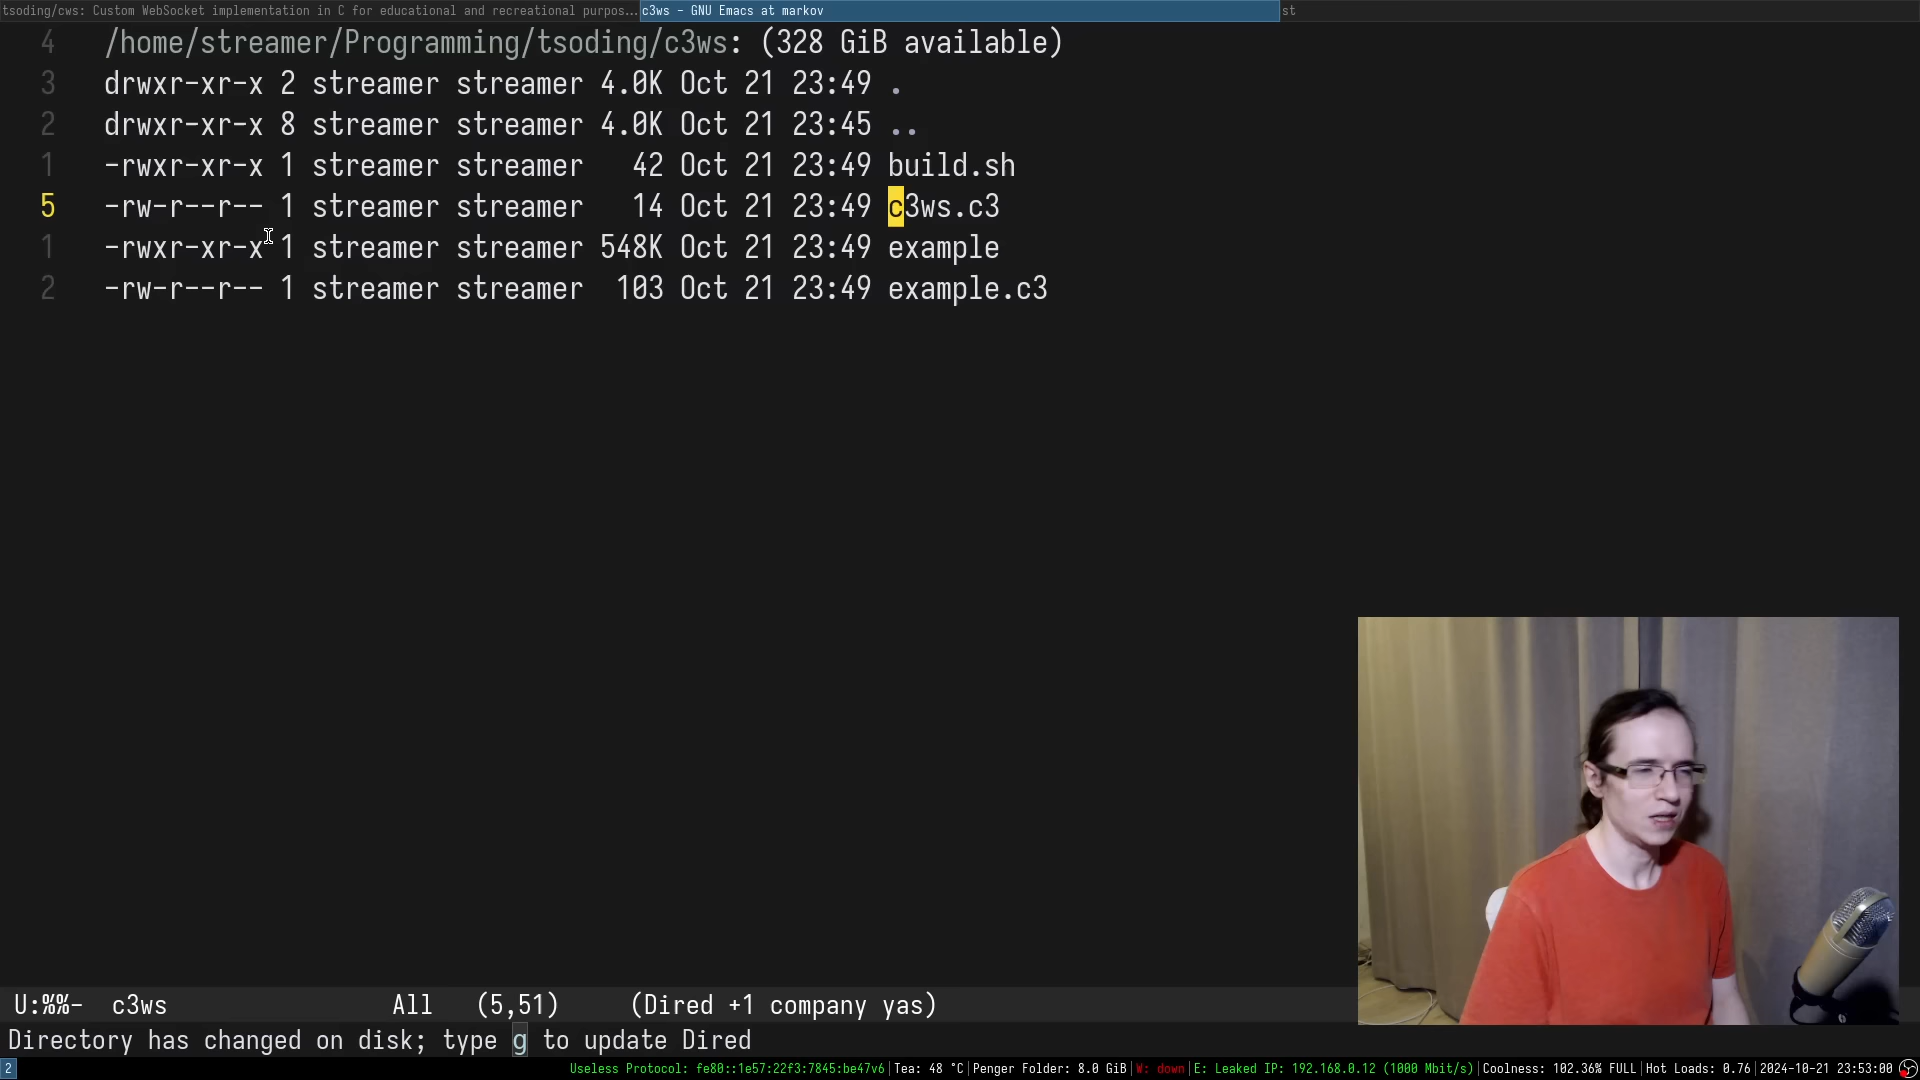 tsoding/cws: Custom WebSocket implementation in C for educational and recreational purpos... c3ws - GNU Emacs at markov st
4 /home/streamer/Programming/tsoding/c3ws: (328 GiB available)
3 drwxr-xr-x 2 streamer streamer 4.0K Oct 21 23:49 .
2 drwxr-xr-x 8 streamer streamer 4.0K Oct 21 23:45 ..
1 -rwxr-xr-x 1 streamer streamer 42 Oct 21 23:49 build.sh
5 -rw-r--r-- 1 streamer streamer 14 Oct 21 23:49 c3ws.c3
1 -rwxr-xr-x 1 streamer streamer 548K Oct 21 23:49 example
2 -rw-r--r-- 1 streamer streamer 103 Oct 21 23:49 example.c3
U:%%- c3ws All (5,51) (Dired +1 company yas)
Directory has changed on disk; type g to update Dired
2 Useless Protocol: fe80::1e57:22f3:7845:be47v6|Tea: 48 °C|Penger Folder: 8.0 GiB|W: down|E: Leaked IP: 192.168.0.12 (1000 Mbit/s)|Coolness: 102.36% FULL|Hot Loads: 0.76|2024-10-21 23:53:00